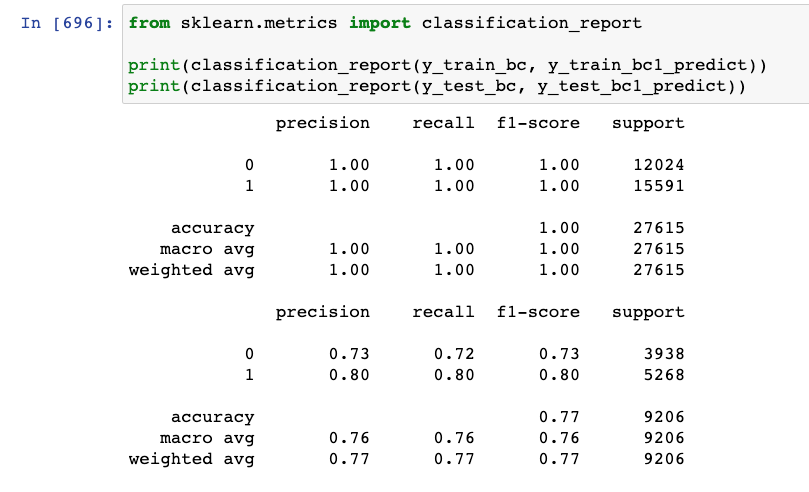 In [696]: from sklearn.metrics import classification_report
print(classification_report(y_train_bc, y_train_bc1_predict))
print(classification_report(y_test_bc, y_test_bc1_predict))
precision recall f1-score support
0 1.00 1.00 1.00 12024
1 1.00 1.00 1.00 15591
accuracy 1.00 27615
macro avg 1.00 1.00 1.00 27615
weighted avg 1.00 1.00 1.00 27615
precision recall f1-score support
0 0.73 0.72 0.73 3938
1 0.80 0.80 0.80 5268
accuracy 0.77 9206
macro avg 0.76 0.76 0.76 9206
weighted avg 0.77 0.77 0.77 9206